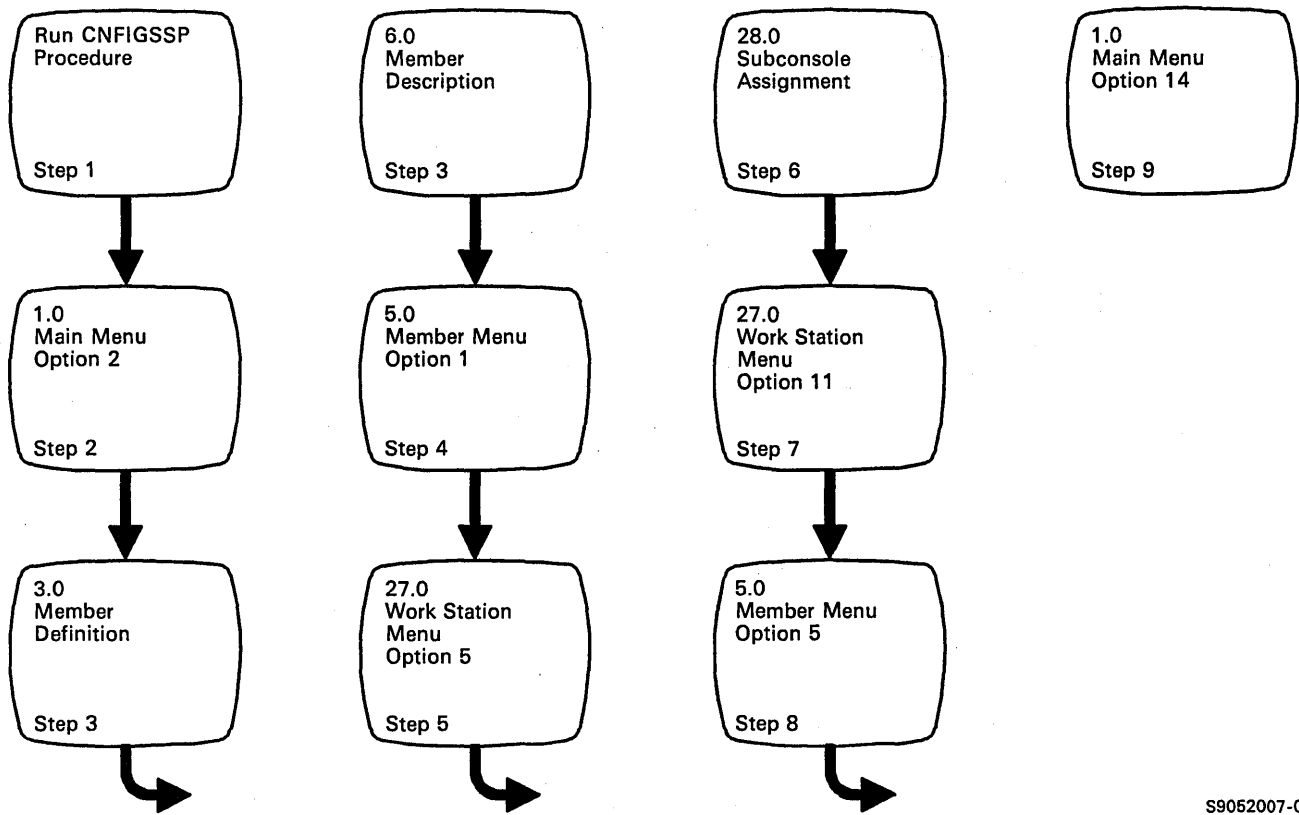 Run CNFIGSSP
Procedure
Step 1
1.0
Main Menu
Option 2
Step 2
3.0
Member
Definition
Step 3
6.0
Member
Description
Step 3
5.0
Member Menu
Option 1
Step 4
27.0
Work Station
Menu
Option 5
Step 5
28.0
Subconsole
Assignment
Step 6
27.0
Work Station
Menu
Option 11
Step 7
5.0
Member Menu
Option 5
Step 8
1.0
Main Menu
Option 14
Step 9
S9052007-0